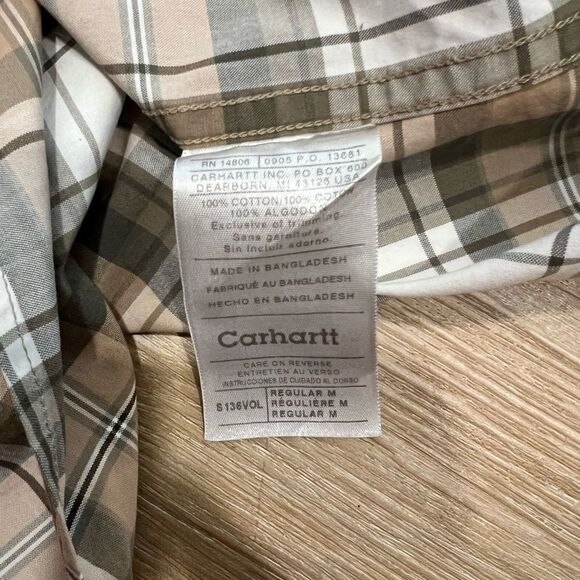 RN 14806 0905 P.O. 13681
CARHARTT INC. PO BOX 600
DEARBORN, MI 48126 USA
100% COTTON/100% COTON
100% ALGODON
Exclusive of trimming.
Sans garniture.
Sin incluir adorno.
MADE IN BANGLADESH
FABRIQUÉ AU BANGLADESH
HECHO EN BANGLADESH
Carhartt
CARE ON REVERSE
ENTRETIEN AU VERSO
INSTRUCCIONES DE CUIDADO AL DORSO
S136VOL
REGULAR M
RÉGULIÈRE M
REGULAR M